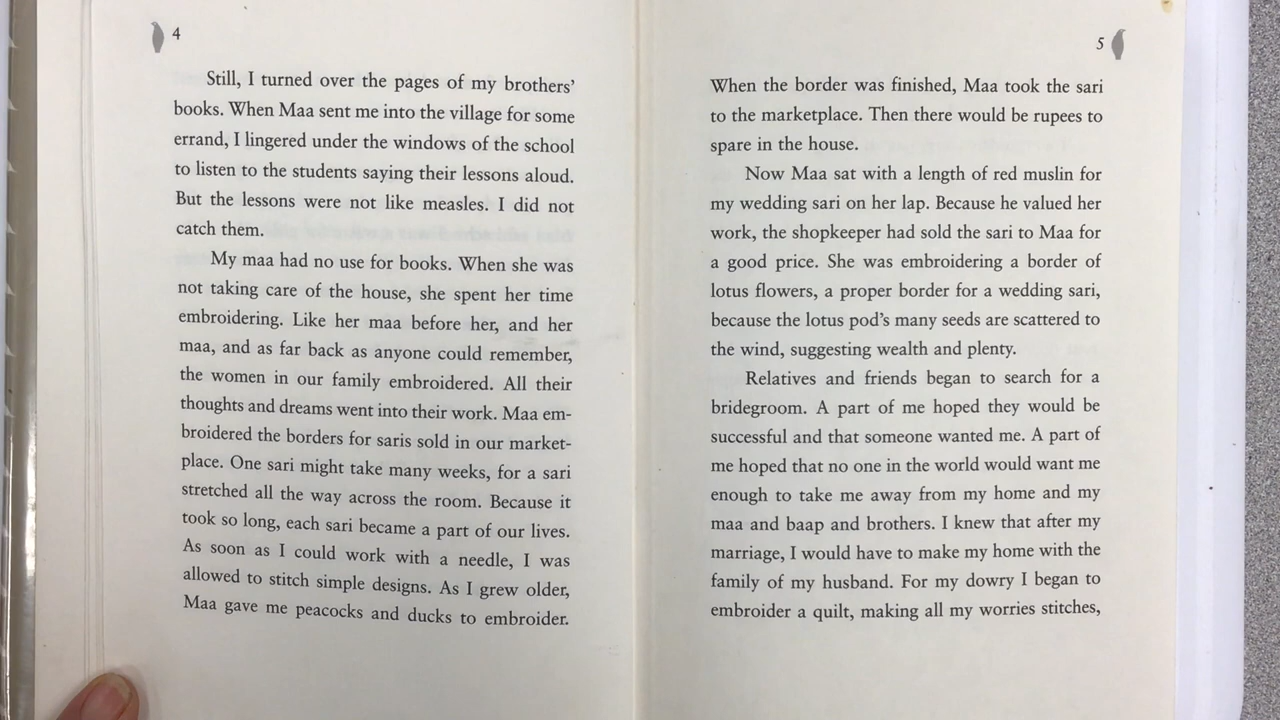 4
Still, I turned over the pages of my brothers’
books. When Maa sent me into the village for some
errand, I lingered under the windows of the school
to listen to the students saying their lessons aloud.
But the lessons were not like measles. I did not
catch them.
My maa had no use for books. When she was
not taking care of the house, she spent her time
embroidering. Like her maa before her, and her
maa, and as far back as anyone could remember,
the women in our family embroidered. All their
thoughts and dreams went into their work. Maa em-
broidered the borders for saris sold in our market-
place. One sari might take many weeks, for a sari
stretched all the way across the room. Because it
took so long, each sari became a part of our lives.
As soon as I could work with a needle, I was
allowed to stitch simple designs. As I grew older,
Maa gave me peacocks and ducks to embroider.
5
When the border was finished, Maa took the sari
to the marketplace. Then there would be rupees to
spare in the house.
Now Maa sat with a length of red muslin for
my wedding sari on her lap. Because he valued her
work, the shopkeeper had sold the sari to Maa for
a good price. She was embroidering a border of
lotus flowers, a proper border for a wedding sari,
because the lotus pod’s many seeds are scattered to
the wind, suggesting wealth and plenty.
Relatives and friends began to search for a
bridegroom. A part of me hoped they would be
successful and that someone wanted me. A part of
me hoped that no one in the world would want me
enough to take me away from my home and my
maa and baap and brothers. I knew that after my
marriage, I would have to make my home with the
family of my husband. For my dowry I began to
embroider a quilt, making all my worries stitches,